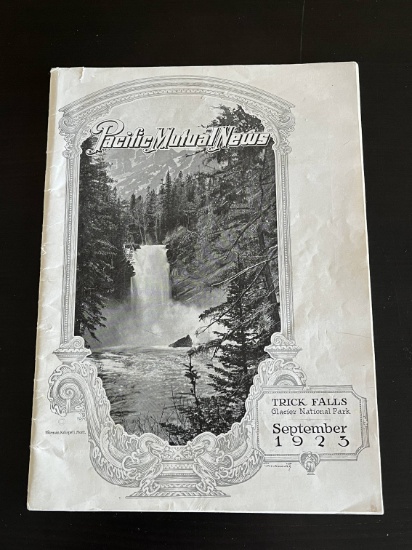 Pacific Mutual News
TRICK FALLS
Glacier National Park
September
1923